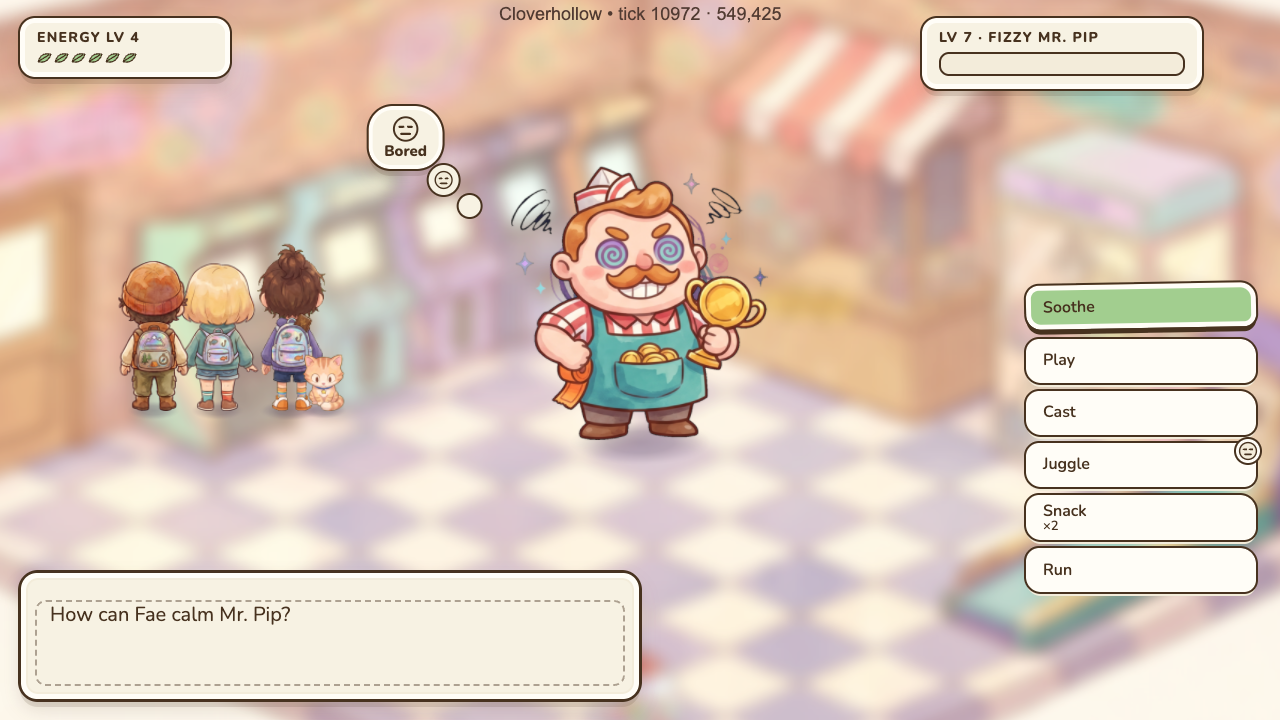 Cloverhollow • tick 10972 · 549,425
ENERGY LV 4
LV 7 · FIZZY MR. PIP
Bored
Soothe
Play
Cast
Juggle
Snack
×2
Run
How can Fae calm Mr. Pip?